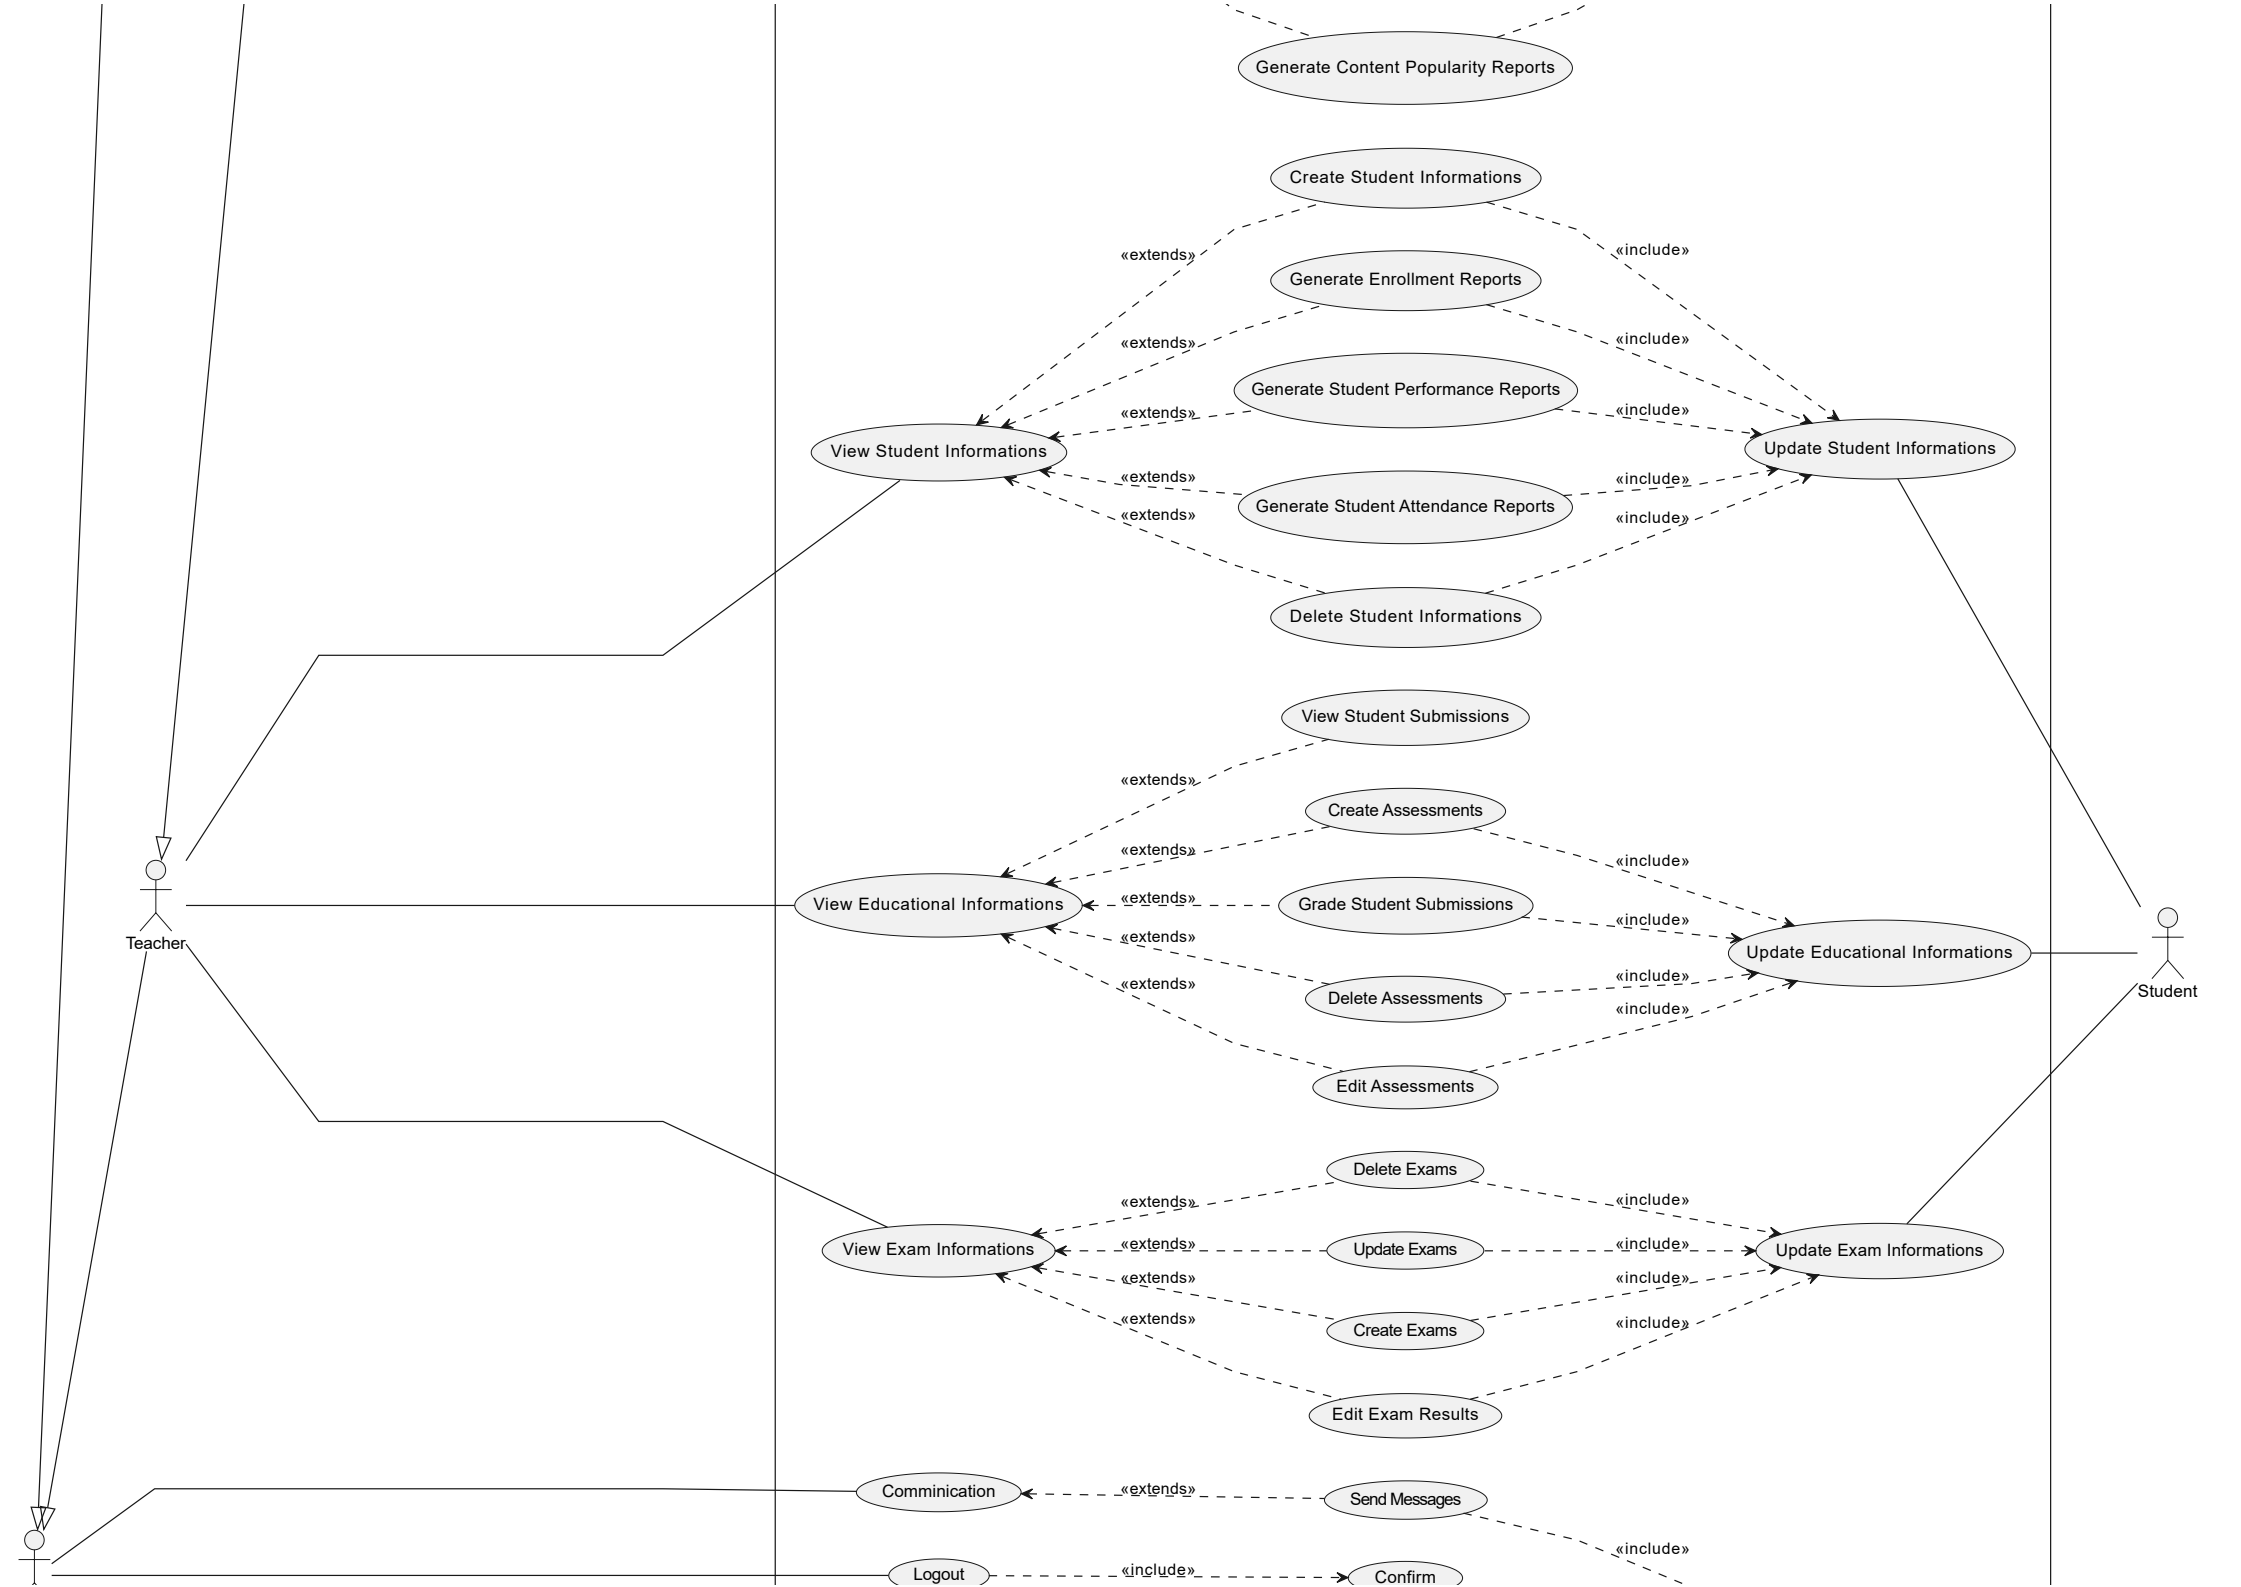 Generate Content Popularity Reports
Create Student Informations
«extends»
«include»
Generate Enrollment Reports
«extends»
«include»
Generate Student Performance Reports
«extends»
«include»
View Student Informations
Update Student Informations
«extends»
«include»
Generate Student Attendance Reports
«extends»
«include»
Delete Student Informations
View Student Submissions
«extends»
Create Assessments
«extends»
«include»
View Educational Informations
«extends»
Grade Student Submissions
«include»
Teacher
«extends»
Update Educational Informations
«include»
«extends»
Delete Assessments
Student
«include»
Edit Assessments
Delete Exams
«extends»
«include»
View Exam Informations
«extends»
Update Exams
«include»
Update Exam Informations
«extends»
«include»
«extends»
Create Exams
«include»
Edit Exam Results
Comminication
«extends»
Send Messages
«include»
Logout
«include»
Confirm